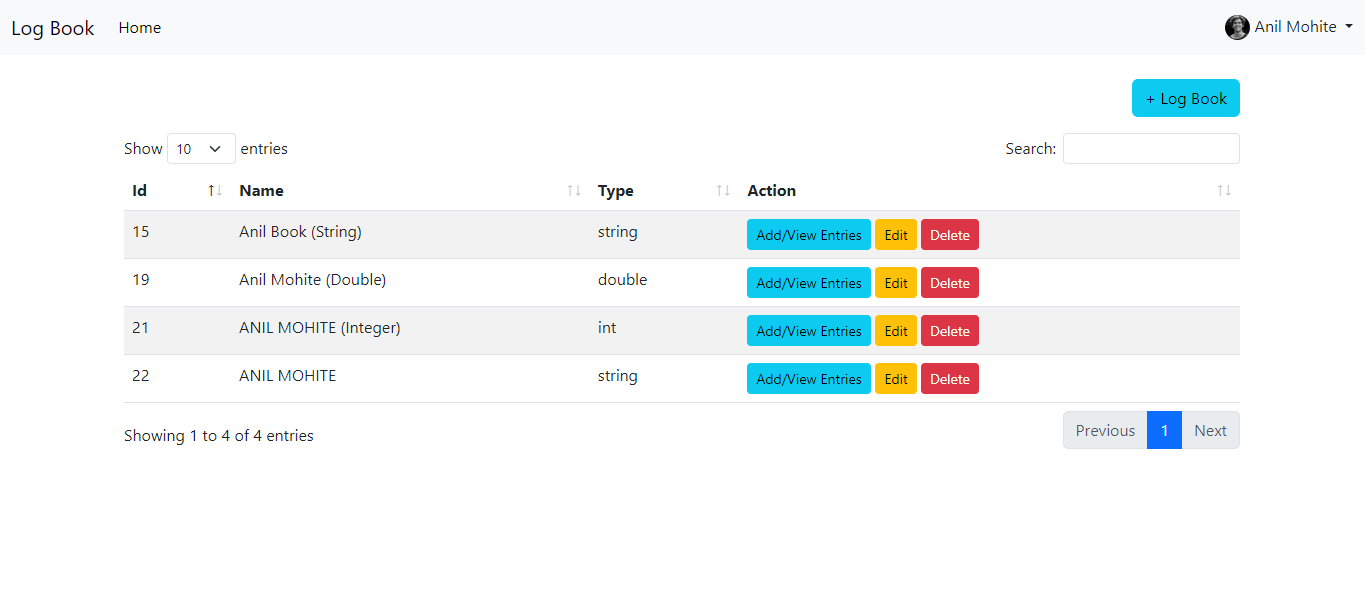 Log Book Home Anil Mohite
+ Log Book
Show 10 entries Search:
Id Name Type Action
15 Anil Book (String) string Add/View Entries Edit Delete
19 Anil Mohite (Double) double Add/View Entries Edit Delete
21 ANIL MOHITE (Integer) int Add/View Entries Edit Delete
22 ANIL MOHITE string Add/View Entries Edit Delete
Showing 1 to 4 of 4 entries Previous 1 Next